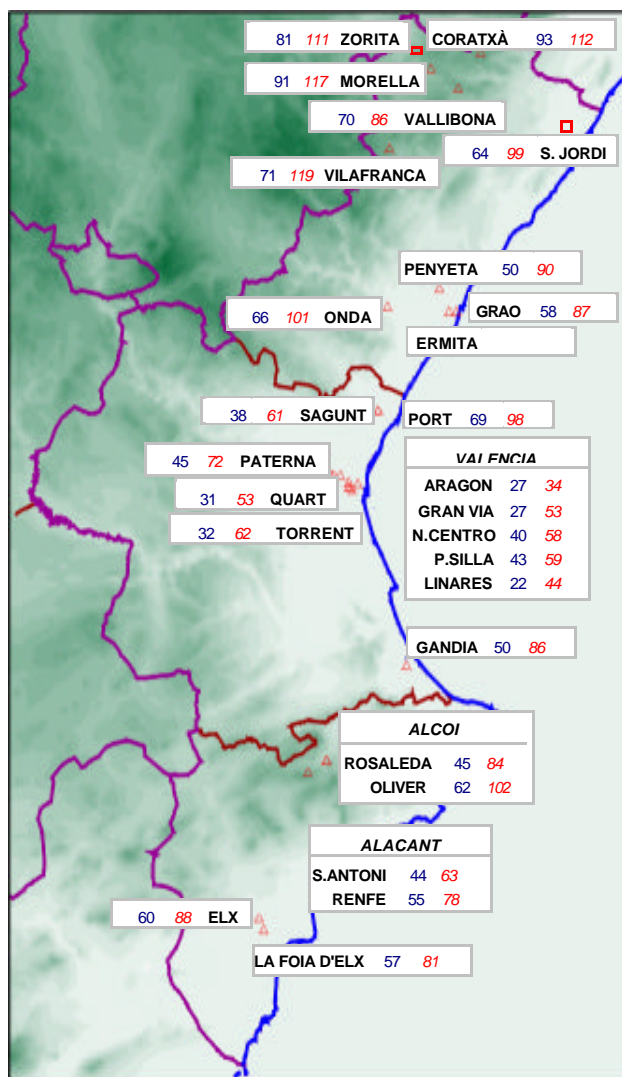 81 111 ZORITA
CORATXÀ 93 112
91 117 MORELLA
70 86 VALLIBONA
64 99 S. JORDI
71 119 VILAFRANCA
PENYETA 50 90
66 101 ONDA
GRAO 58 87
ERMITA
38 61 SAGUNT
PORT 69 98
45 72 PATERNA
31 53 QUART
32 62 TORRENT
VALENCIA
ARAGON 27 34
GRAN VIA 27 53
N.CENTRO 40 58
P.SILLA 43 59
LINARES 22 44
GANDIA 50 86
ALCOI
ROSALEDA 45 84
OLIVER 62 102
ALACANT
S.ANTONI 44 63
RENFE 55 78
60 88 ELX
LA FOIA D'ELX 57 81